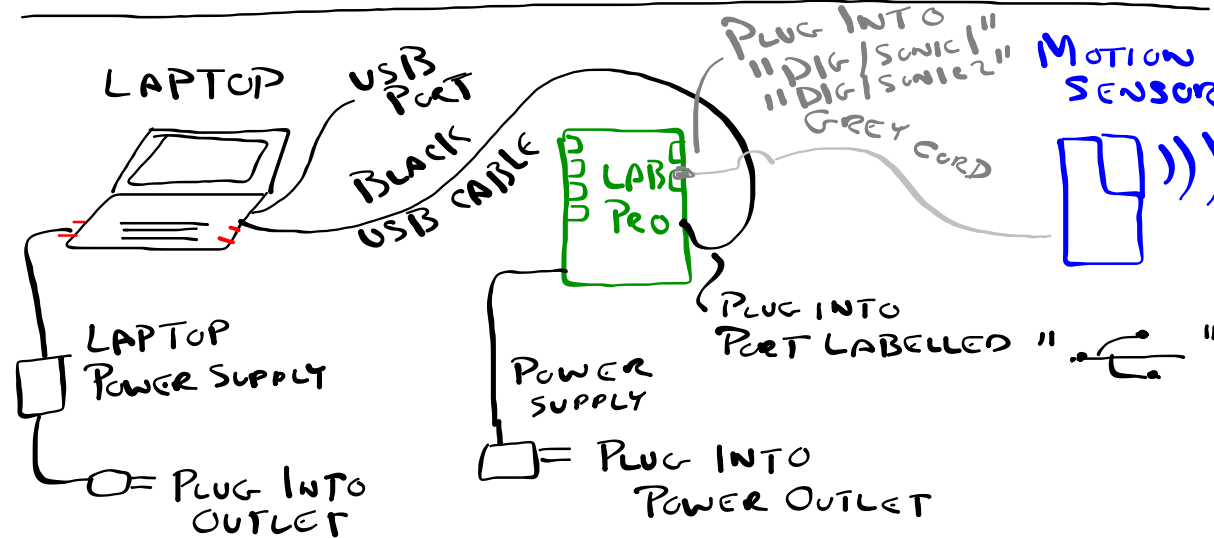 LAPTOP
USB
PORT
BLACK
USB CABLE
LAB
PRO
PLUG INTO
"DIG/SONIC1"
"DIG/SONIC2"
GREY CORD
MOTION
SENSOR
LAPTOP
POWER SUPPLY
PLUG INTO
OUTLET
POWER
SUPPLY
PLUG INTO
POWER OUTLET
PLUG INTO
PORT LABELLED " "